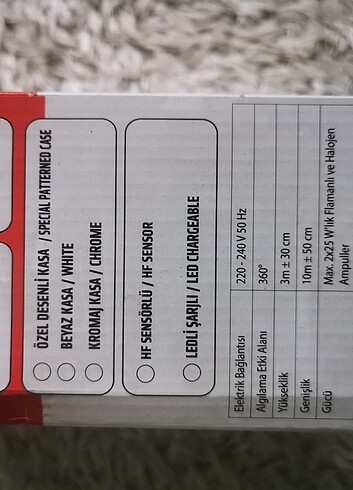 ÖZEL DESENLİ KASA / SPECIAL PATTERNED CASE
BEYAZ KASA / WHITE
KROMAJ KASA / CHROME
HF SENSÖRLÜ / HF SENSOR
LEDLİ ŞARJLI / LED CHARGEABLE
Elektrik Bağlantısı 220 - 240 V 50 Hz
Algılama Etki Alanı 360°
Yükseklik 3m ± 30 cm
Genişlik 10m ± 50 cm
Gücü Max. 2x25 W'lık Flamanlı ve Halojen
Ampuller